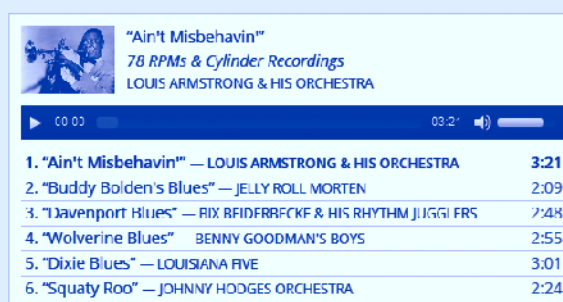 "Ain't Misbehavin'"
78 RPMs & Cylinder Recordings
LOUIS ARMSTRONG & HIS ORCHESTRA
00:00 03:21
1. "Ain't Misbehavin'" — LOUIS ARMSTRONG & HIS ORCHESTRA 3:21
2. "Buddy Bolden's Blues" — JELLY ROLL MORTEN 2:09
3. "Davenport Blues" — BIX BEIDERBECKE & HIS RHYTHM JUGGLERS 2:48
4. "Wolverine Blues" — BENNY GOODMAN'S BOYS 2:55
5. "Dixie Blues" — LOUISIANA FIVE 3:01
6. "Squaty Roo" — JOHNNY HODGES ORCHESTRA 2:24